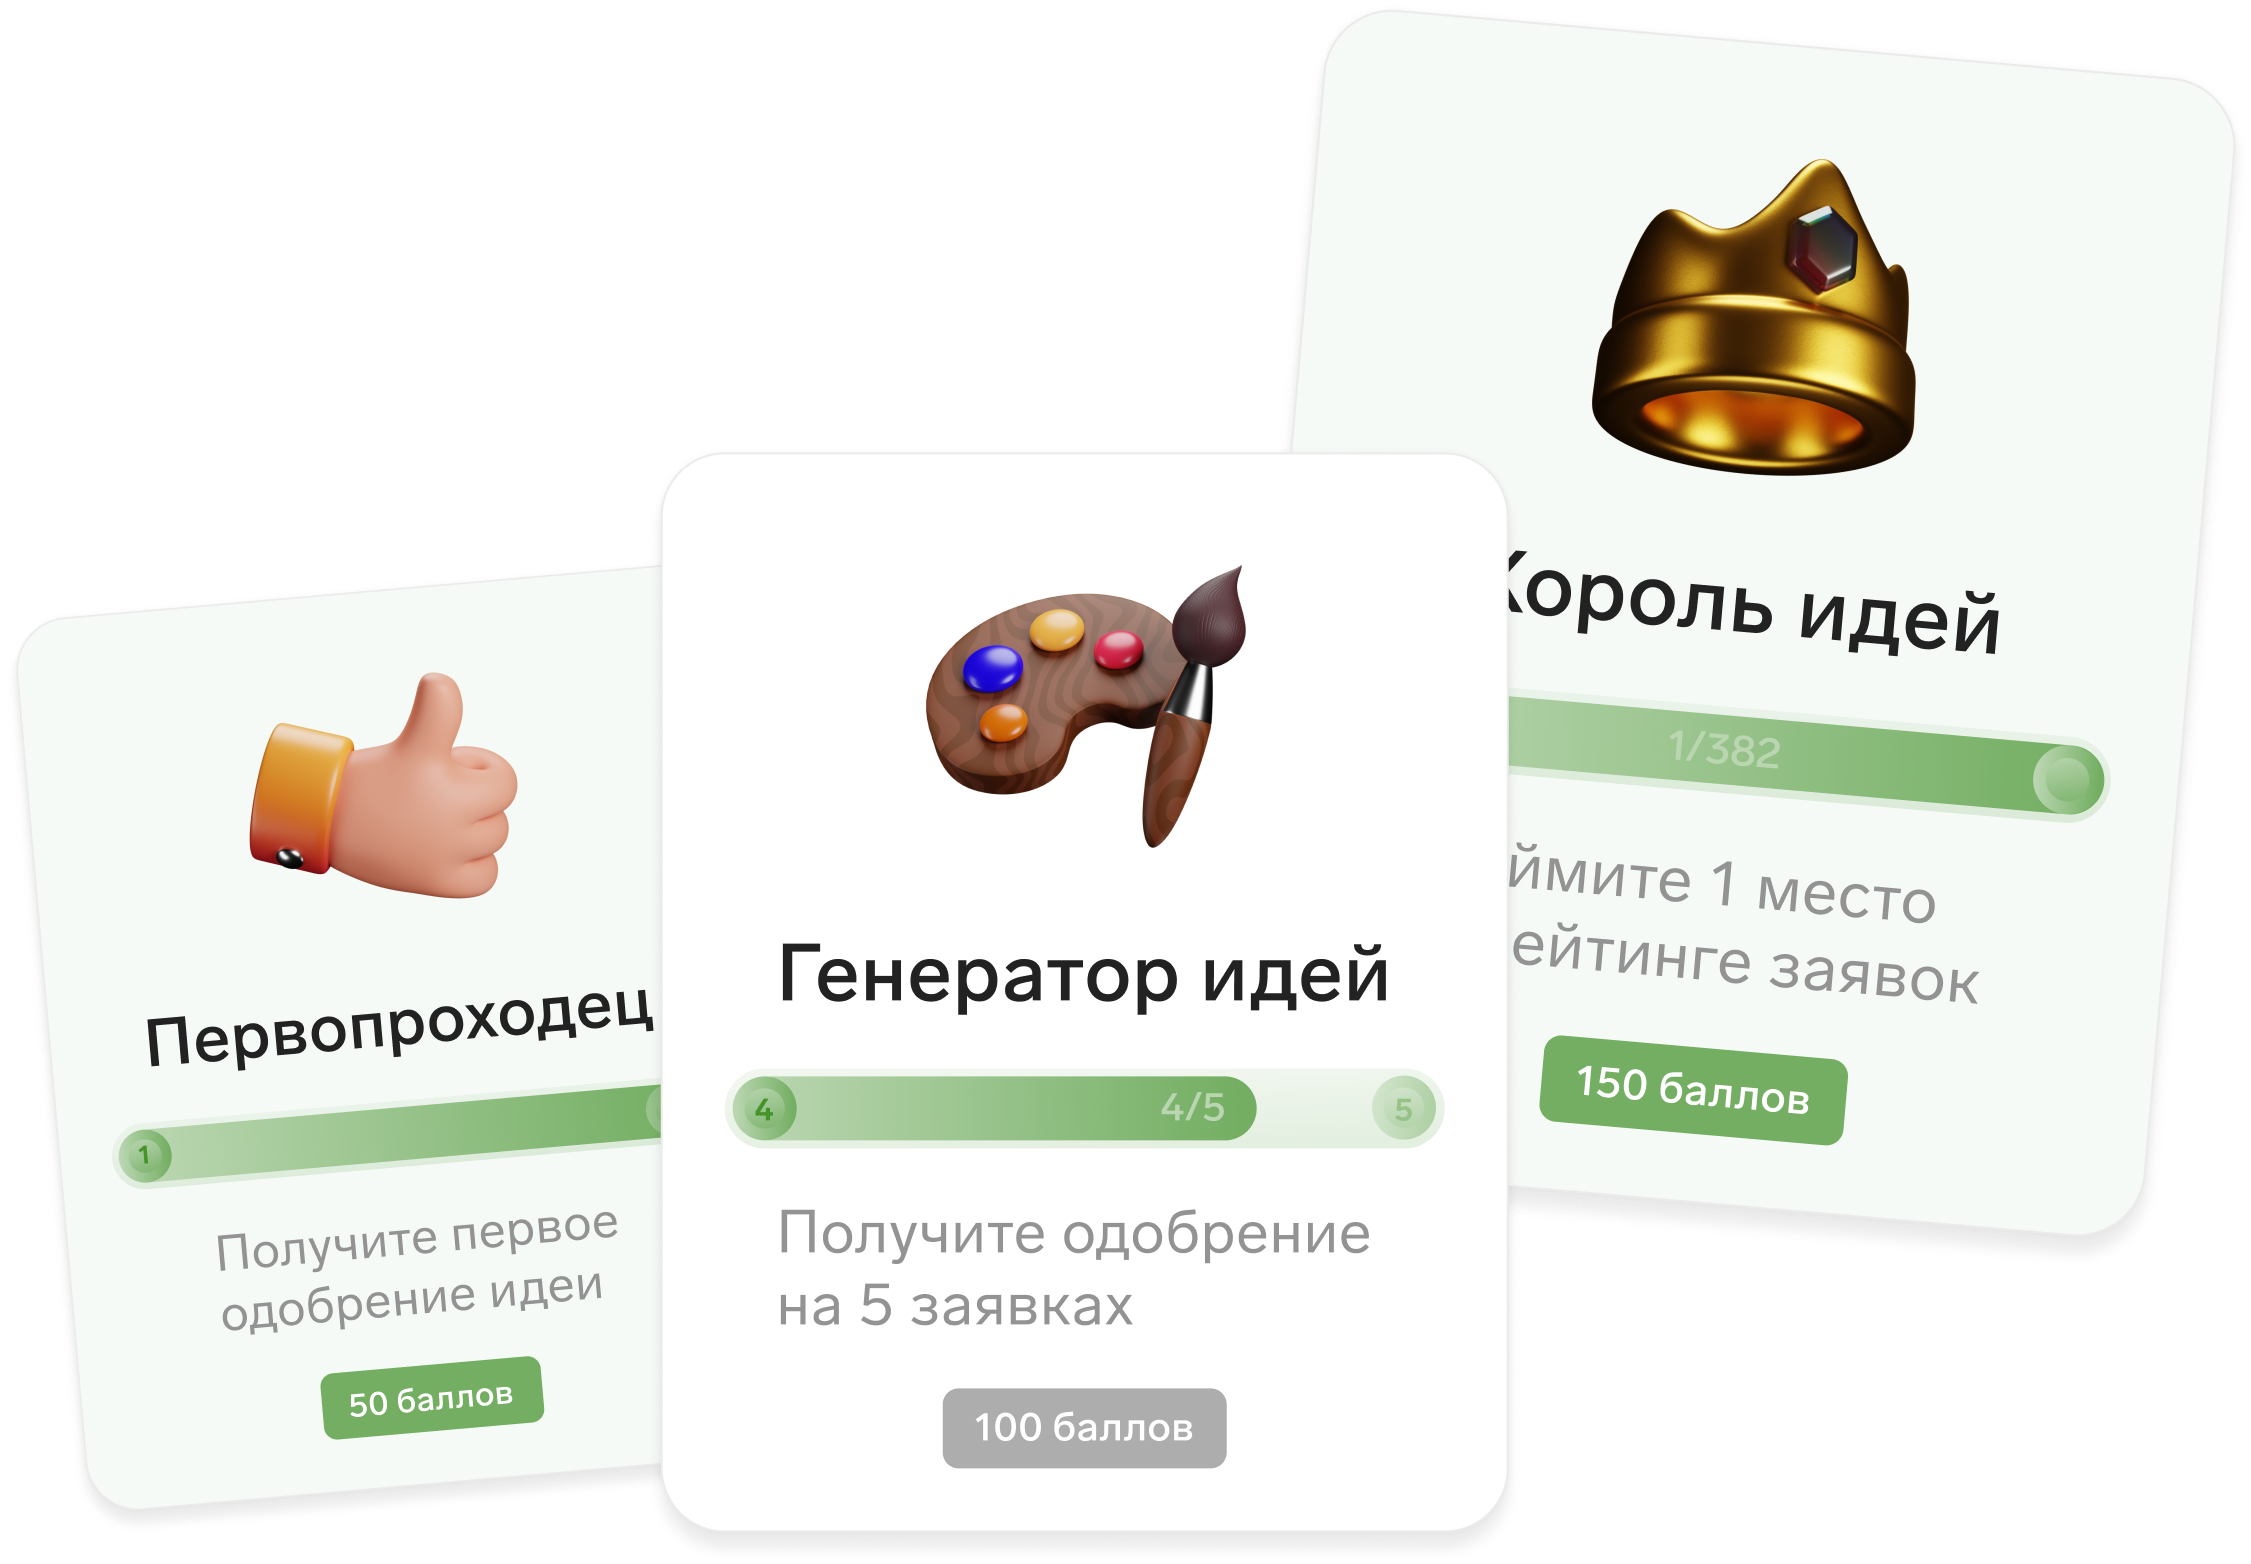 Первопроходец
1
Получите первое
одобрение идеи
50 баллов
Генератор идей
4
4/5
5
Получите одобрение
на 5 заявках
100 баллов
Король идей
1/382
ймите 1 место
ейтинге заявок
150 баллов